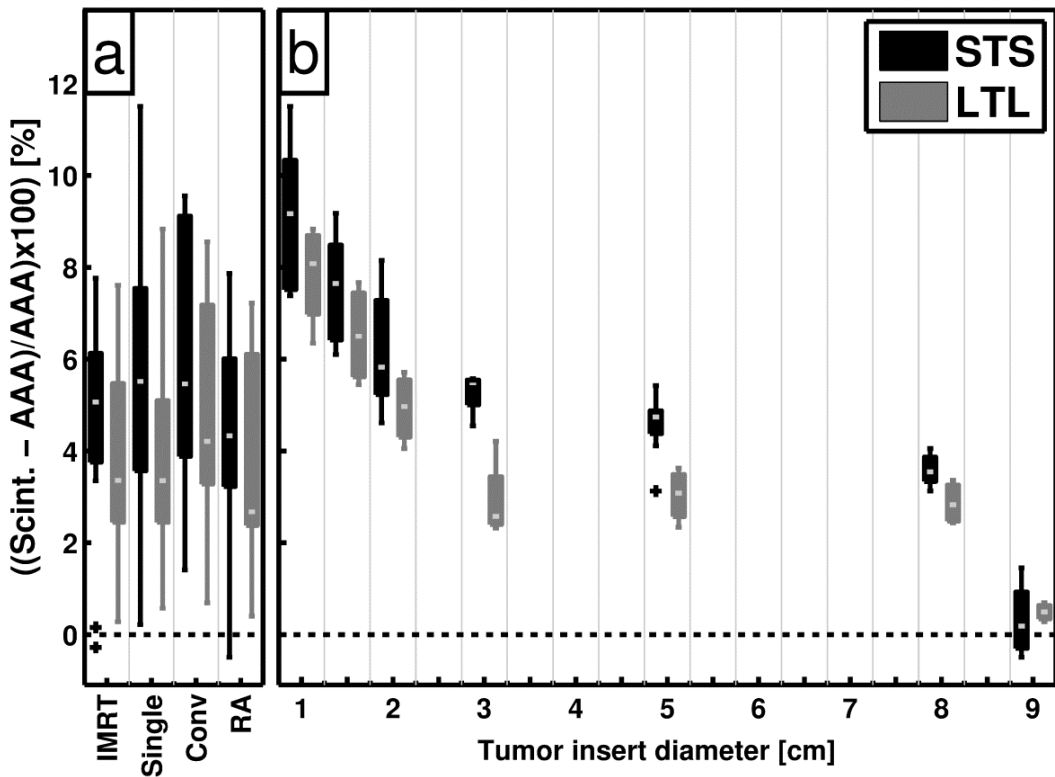 a
b
STS
LTL
((Scint. – AAA)/AAA)x100) [%]
12
10
8
6
4
2
0
IMRT
Single
Conv
RA
1 2 3 4 5 6 7 8 9
Tumor insert diameter [cm]